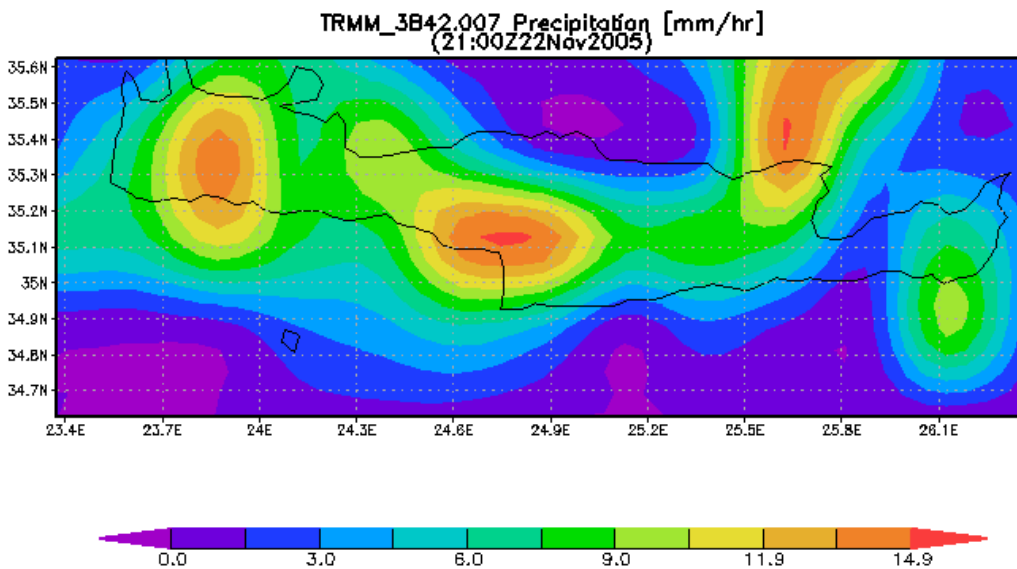 TRMM_3B42.007 Precipitation [mm/hr]
(21:00Z22Nov2005)
35.6N
35.5N
35.4N
35.3N
35.2N
35.1N
35N
34.9N
34.8N
34.7N
23.4E 23.7E 24E 24.3E 24.6E 24.9E 25.2E 25.5E 25.8E 26.1E
0.0 3.0 6.0 9.0 11.9 14.9